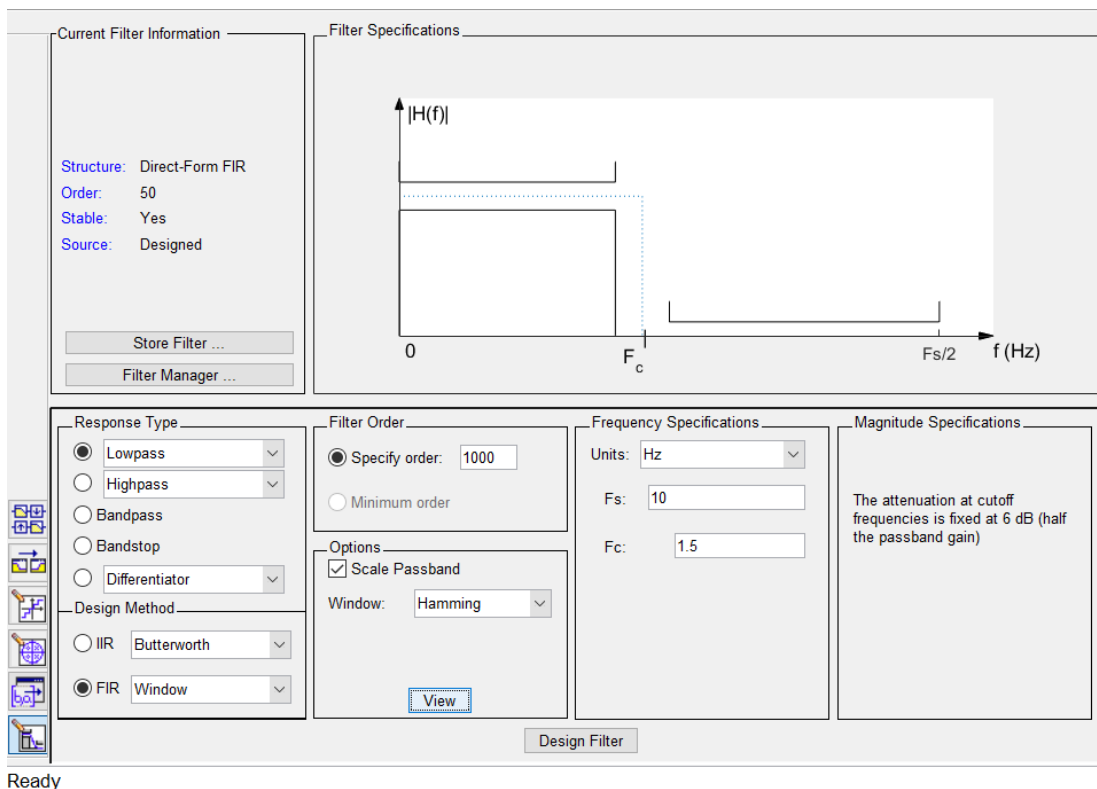 Current Filter Information
Structure: Direct-Form FIR
Order: 50
Stable: Yes
Source: Designed
Store Filter ...
Filter Manager ...
Filter Specifications
|H(f)|
0
Fc
Fs/2
f (Hz)
Response Type
Lowpass
Highpass
Bandpass
Bandstop
Differentiator
Design Method
IIR Butterworth
FIR Window
Filter Order
Specify order: 1000
Minimum order
Options
Scale Passband
Window: Hamming
View
Frequency Specifications
Units: Hz
Fs: 10
Fc: 1.5
Magnitude Specifications
The attenuation at cutoff
frequencies is fixed at 6 dB (half
the passband gain)
Design Filter
Ready